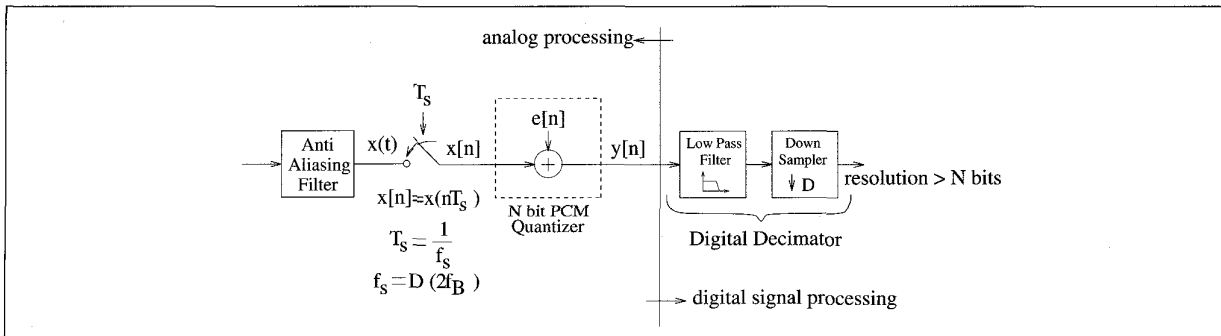 analog processing
T_s
e[n]
Anti
Aliasing
Filter
x(t)
x[n]
y[n]
Low Pass
Filter
Down
Sampler
↓ D
resolution > N bits
x[n]≈x(nT_s)
N bit PCM
Quantizer
T_s = 1/f_s
f_s = D (2f_B)
Digital Decimator
digital signal processing